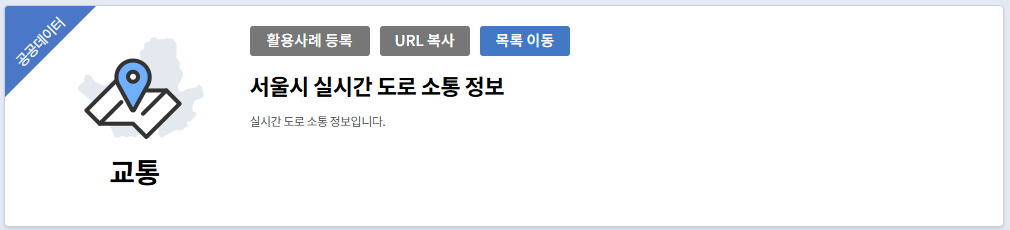 공공데이터
교통
활용사례 등록 URL 복사 목록 이동
서울시 실시간 도로 소통 정보
실시간 도로 소통 정보입니다.